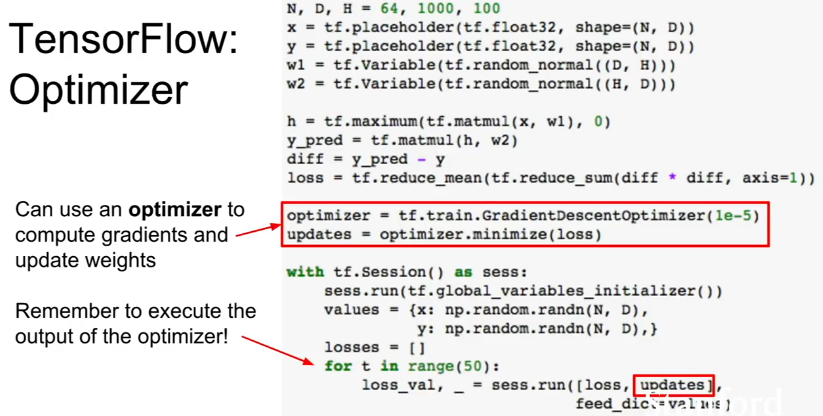 TensorFlow:
Optimizer
Can use an optimizer to
compute gradients and
update weights
Remember to execute the
output of the optimizer!
N, D, H = 64, 1000, 100
x = tf.placeholder(tf.float32, shape=(N, D))
y = tf.placeholder(tf.float32, shape=(N, D))
w1 = tf.Variable(tf.random_normal((D, H)))
w2 = tf.Variable(tf.random_normal((H, D)))
h = tf.maximum(tf.matmul(x, w1), 0)
y_pred = tf.matmul(h, w2)
diff = y_pred - y
loss = tf.reduce_mean(tf.reduce_sum(diff * diff, axis=1))
optimizer = tf.train.GradientDescentOptimizer(1e-5)
updates = optimizer.minimize(loss)
with tf.Session() as sess:
    sess.run(tf.global_variables_initializer())
    values = {x: np.random.randn(N, D),
              y: np.random.randn(N, D),}
    losses = []
    for t in range(50):
        loss_val, _ = sess.run([loss, updates],
                               feed_dict=values)
Stanford